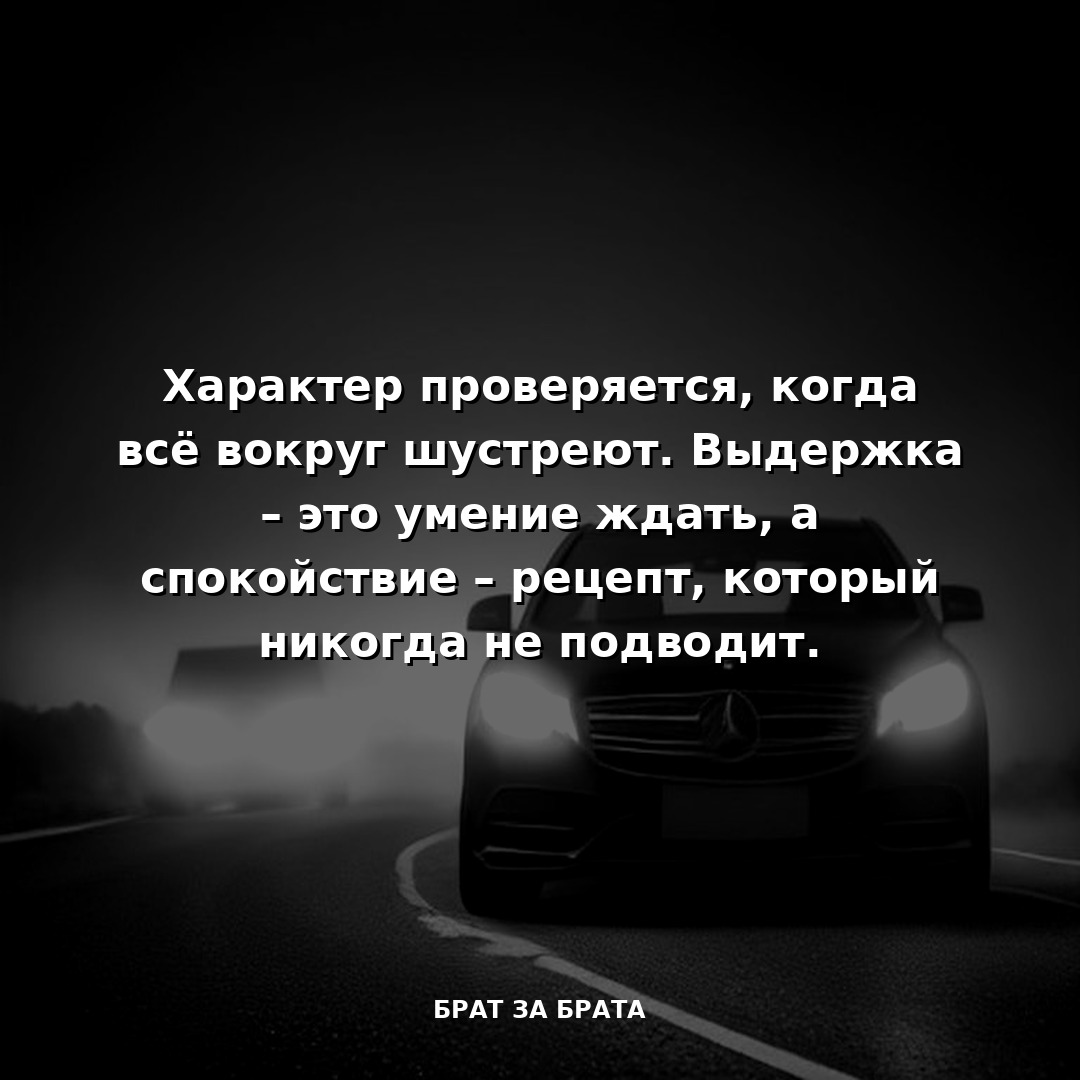 Характер проверяется, когда
всё вокруг шустреют. Выдержка
– это умение ждать, а
спокойствие – рецепт, который
никогда не подводит.
БРАТ ЗА БРАТА